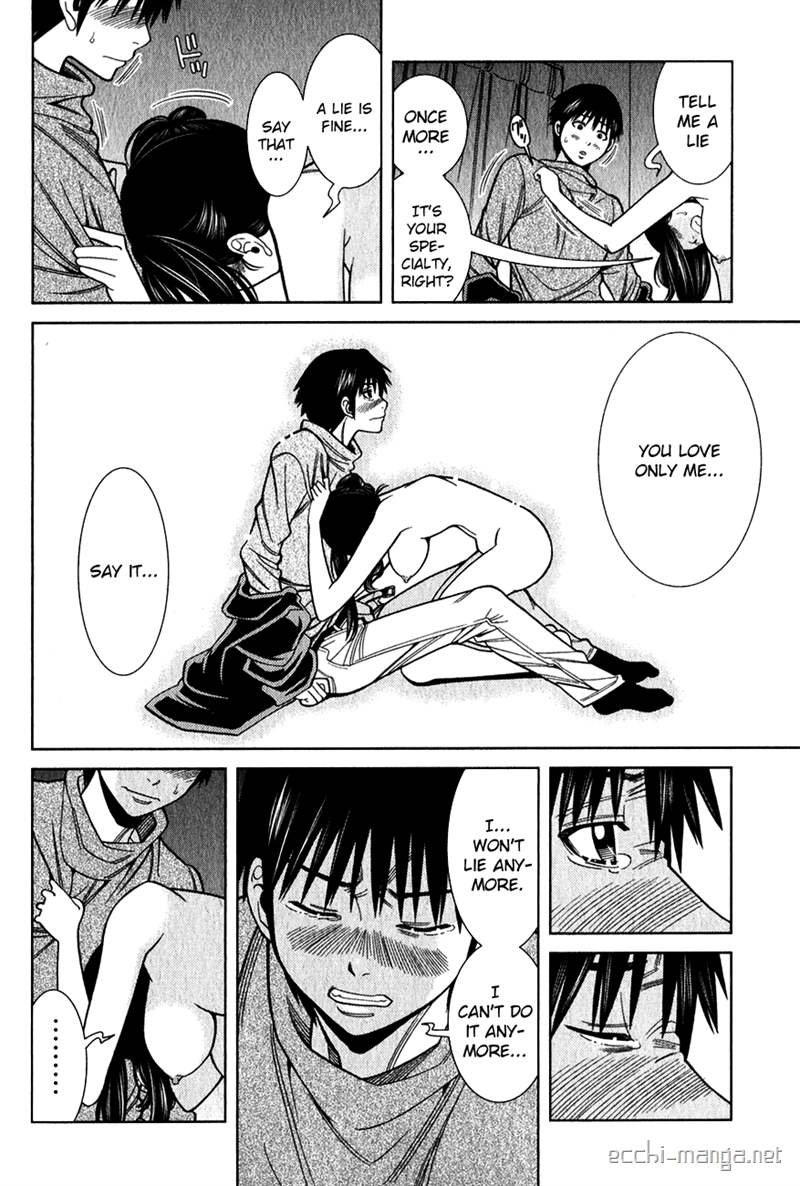 TELL
ME A
LIE
ONCE
MORE...
IT'S
YOUR
SPE-
CIALTY,
RIGHT?
A LIE IS
FINE...
SAY
THAT
...
YOU LOVE
ONLY ME...
SAY IT...
I...
WON'T
LIE ANY-
MORE.
I
CAN'T DO
IT ANY-
MORE...
........
ecchi-manga.net